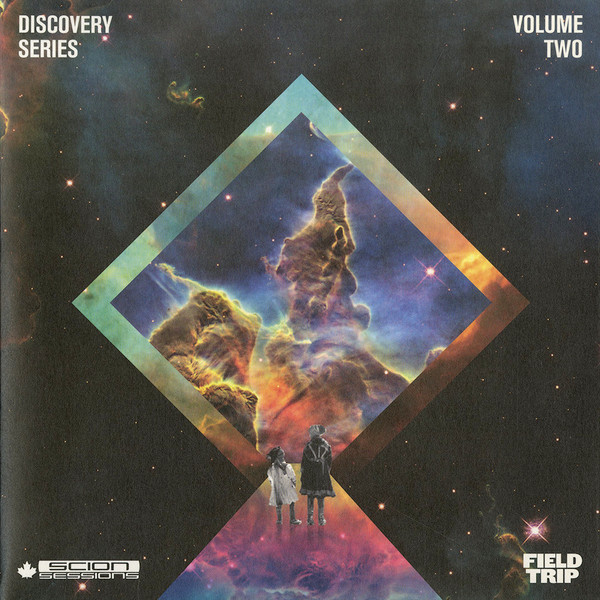 DISCOVERY
SERIES
VOLUME
TWO
SCION
SESSIONS
FIELD
TRIP